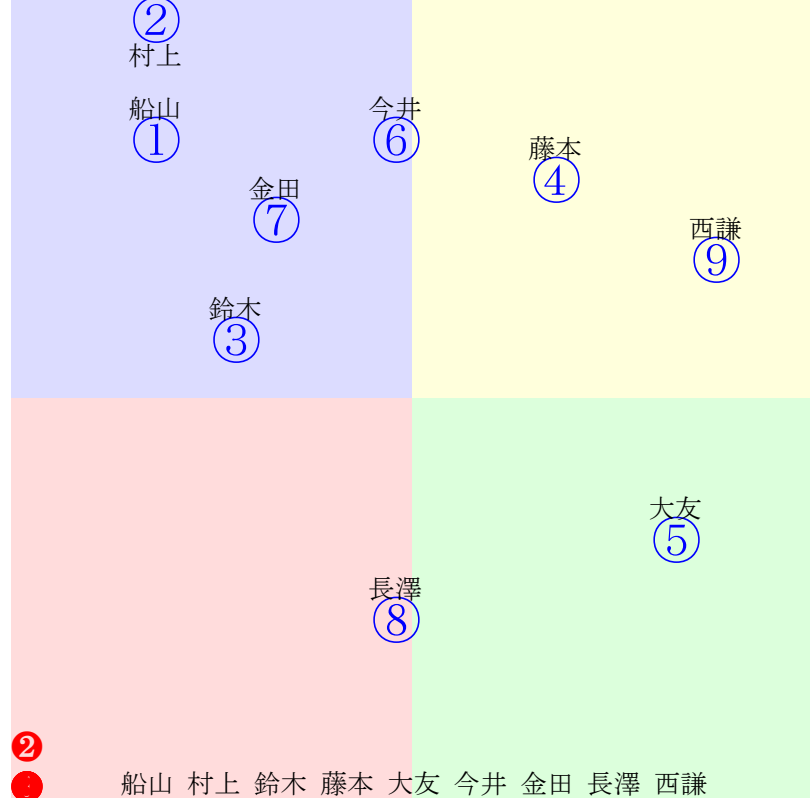 ②
村上
船山
①
今井
⑥
藤本
④
金田
⑦
西謙
⑨
鈴木
③
大友
⑤
長澤
⑧
❷
船山 村上 鈴木 藤本 大友 今井 金田 長澤 西謙